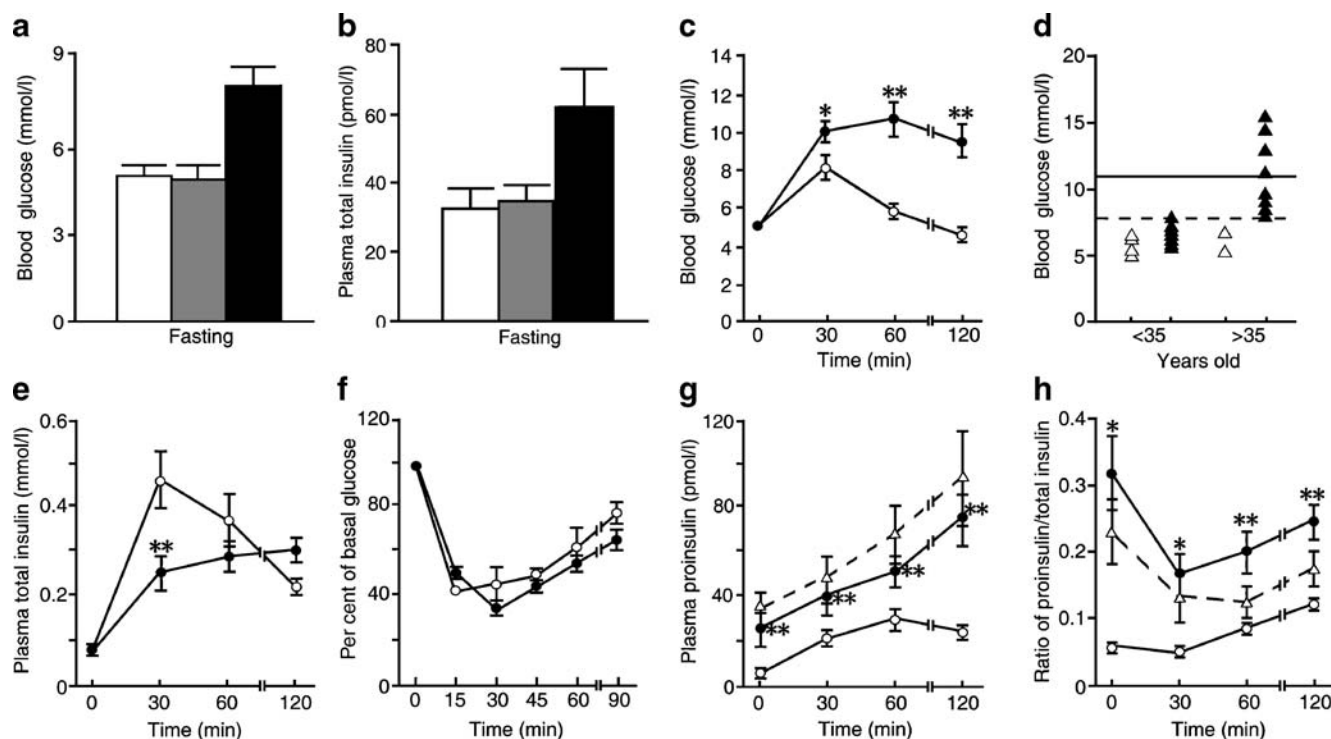 a
Blood glucose (mmol/l)
9
6
3
0
Fasting
b
Plasma total insulin (pmol/l)
80
60
40
20
0
Fasting
c
Blood glucose (mmol/l)
14
12
10
8
6
4
2
0
* ** **
0 30 60 120
Time (min)
d
Blood glucose (mmol/l)
20
15
10
5
0
<35 >35
Years old
e
Plasma total insulin (mmol/l)
0.6
0.4
0.2
0
**
0 30 60 120
Time (min)
f
Per cent of basal glucose
120
80
40
0
0 15 30 45 60 90
Time (min)
g
Plasma proinsulin (pmol/l)
120
80
40
0
** ** ** **
0 30 60 120
Time (min)
h
Ratio of proinsulin/total insulin
0.4
0.3
0.2
0.1
0
* * ** **
0 30 60 120
Time (min)